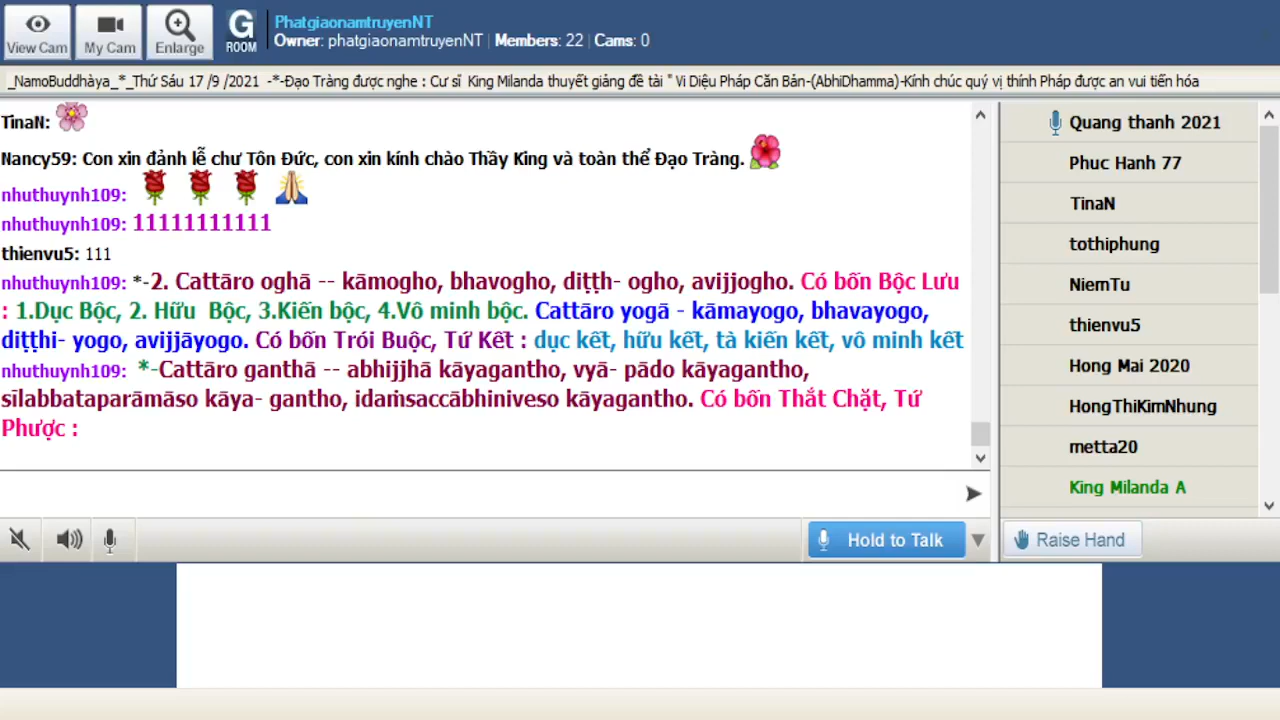 View Cam
My Cam
Enlarge
G
ROOM
PhatgiaonamtruyenNT
Owner: phatgiaonamtruyenNT | Members: 22 | Cams: 0
_NamoBuddhàya_*_Thứ Sáu 17 /9 /2021 -*-Đạo Tràng được nghe : Cư sĩ King Milanda thuyết giảng đề tài " Vi Diệu Pháp Căn Bản-(AbhiDhamma)-Kính chúc quý vị thính Pháp được an vui tiến hóa
TinaN:
Nancy59: Con xin đảnh lễ chư Tôn Đức, con xin kính chào Thầy King và toàn thể Đạo Tràng.
nhuthuynh109:
nhuthuynh109: 11111111111
thienvu5: 111
nhuthuynh109: *-2. Cattāro oghā -- kāmogho, bhavogho, diṭṭh- ogho, avijjogho. Có bốn Bộc Lưu
: 1.Dục Bộc, 2. Hữu Bộc, 3.Kiến bộc, 4.Vô minh bộc. Cattāro yogā - kāmayogo, bhavayogo,
diṭṭhi- yogo, avijjāyogo. Có bốn Trói Buộc, Tứ Kết : dục kết, hữu kết, tà kiến kết, vô minh kết
nhuthuynh109: *-Cattāro ganthā -- abhijjhā kāyagantho, vyā- pādo kāyagantho,
sīlabbataparāmāso kāya- gantho, idaṁsaccābhiniveso kāyagantho. Có bốn Thắt Chặt, Tứ
Phược :
Hold to Talk
Quang thanh 2021
Phuc Hanh 77
TinaN
tothiphung
NiemTu
thienvu5
Hong Mai 2020
HongThiKimNhung
metta20
King Milanda A
Raise Hand